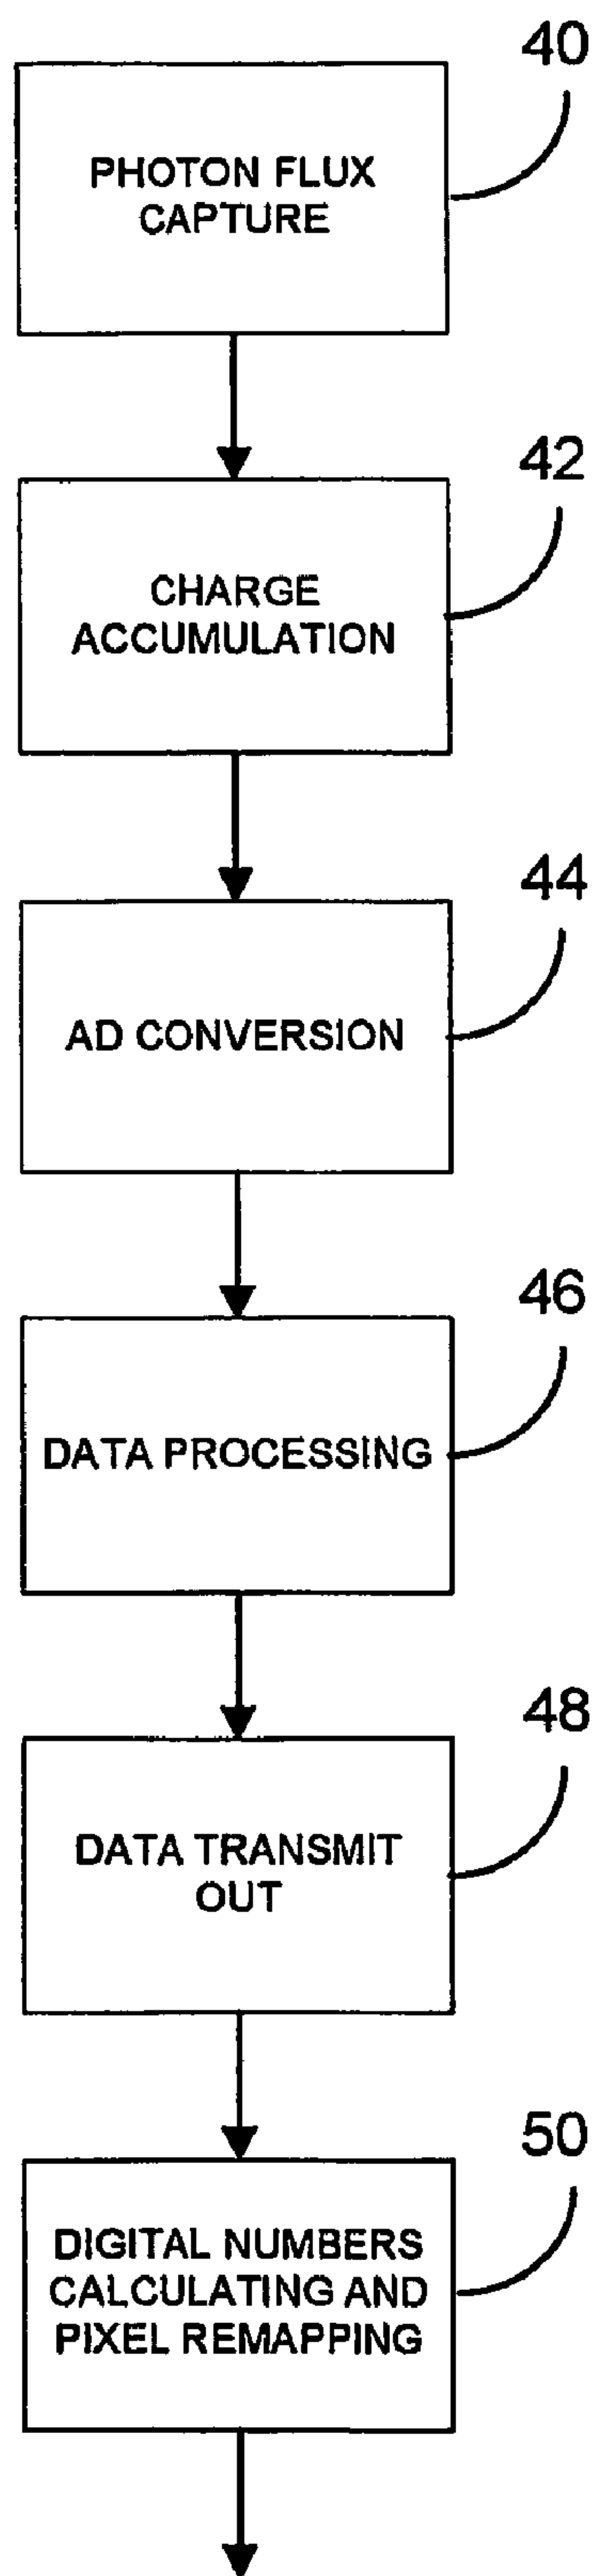 40
PHOTON FLUX
CAPTURE
42
CHARGE
ACCUMULATION
44
AD CONVERSION
46
DATA PROCESSING
48
DATA TRANSMIT
OUT
50
DIGITAL NUMBERS
CALCULATING AND
PIXEL REMAPPING